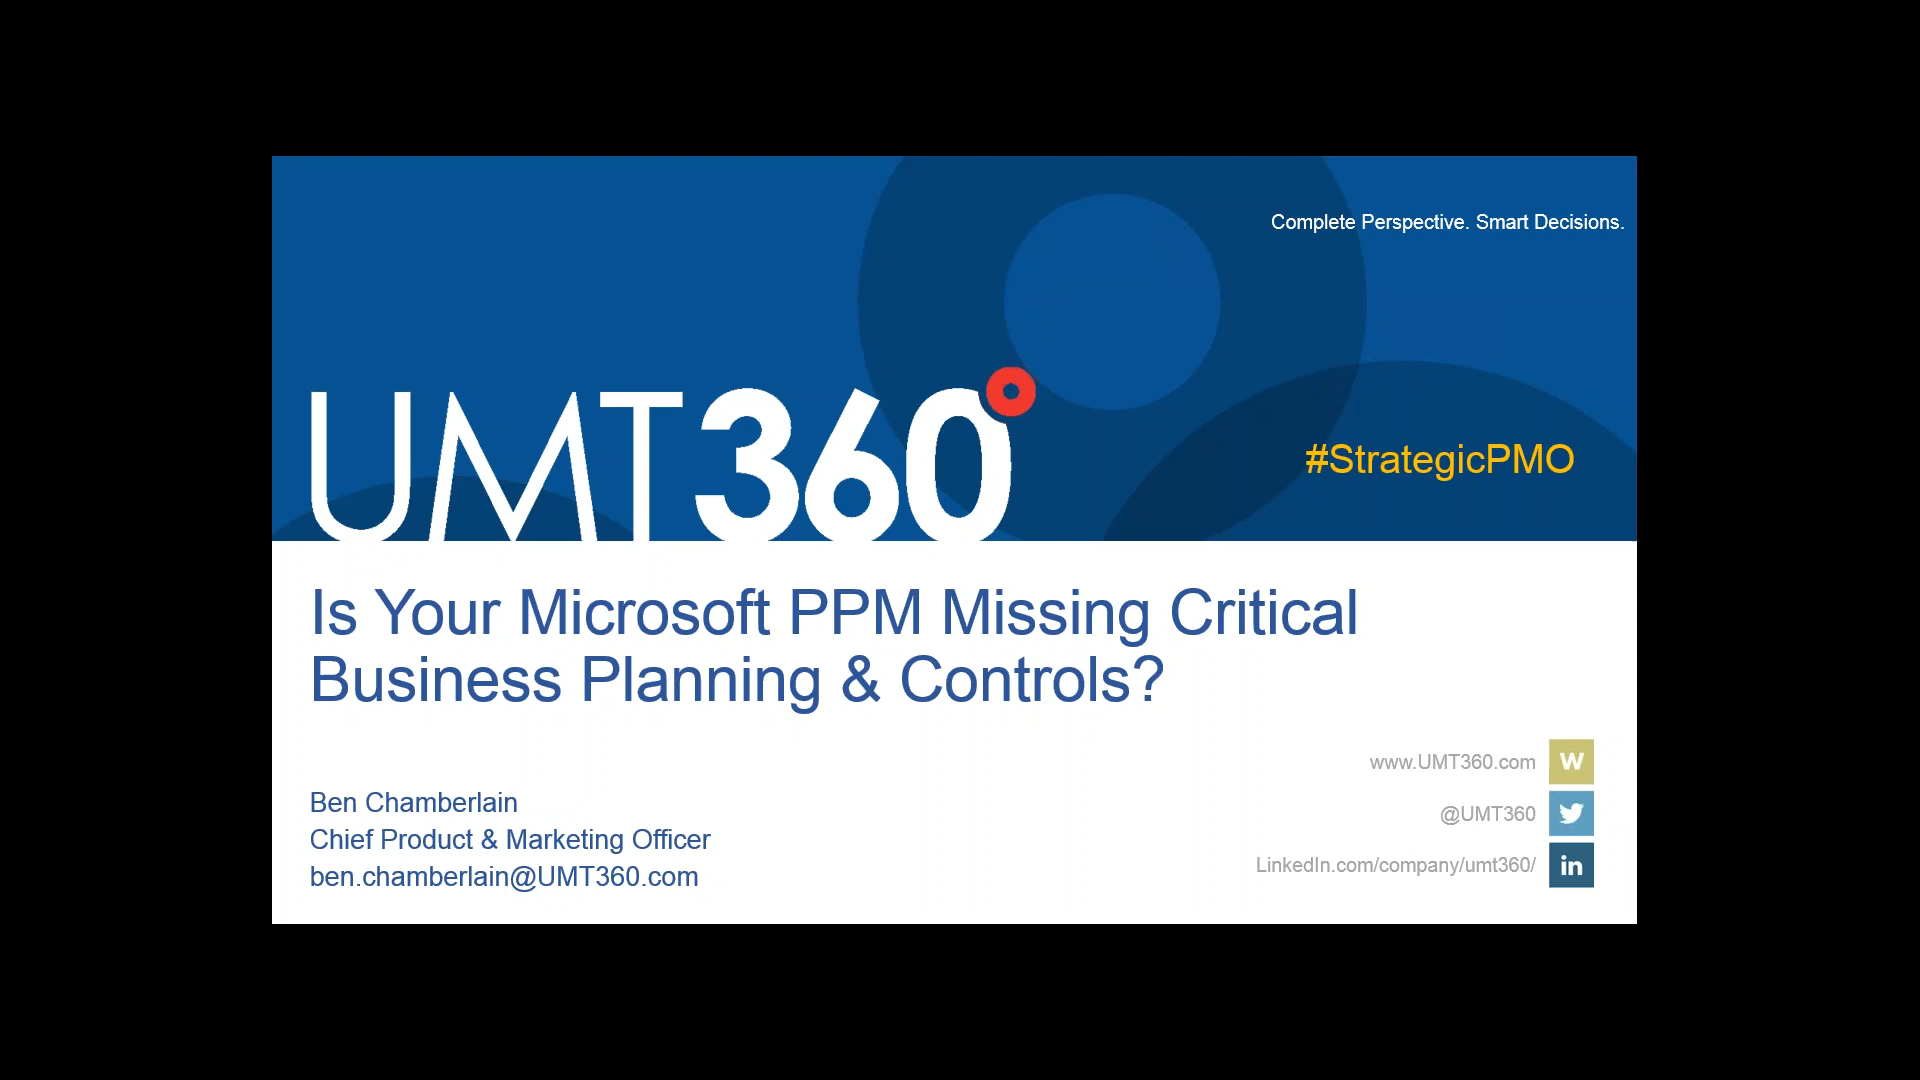 Complete Perspective. Smart Decisions.
UMT360
#StrategicPMO
Is Your Microsoft PPM Missing Critical
Business Planning & Controls?
www.UMT360.com
W
@UMT360
LinkedIn.com/company/umt360/
in
Ben Chamberlain
Chief Product & Marketing Officer
ben.chamberlain@UMT360.com